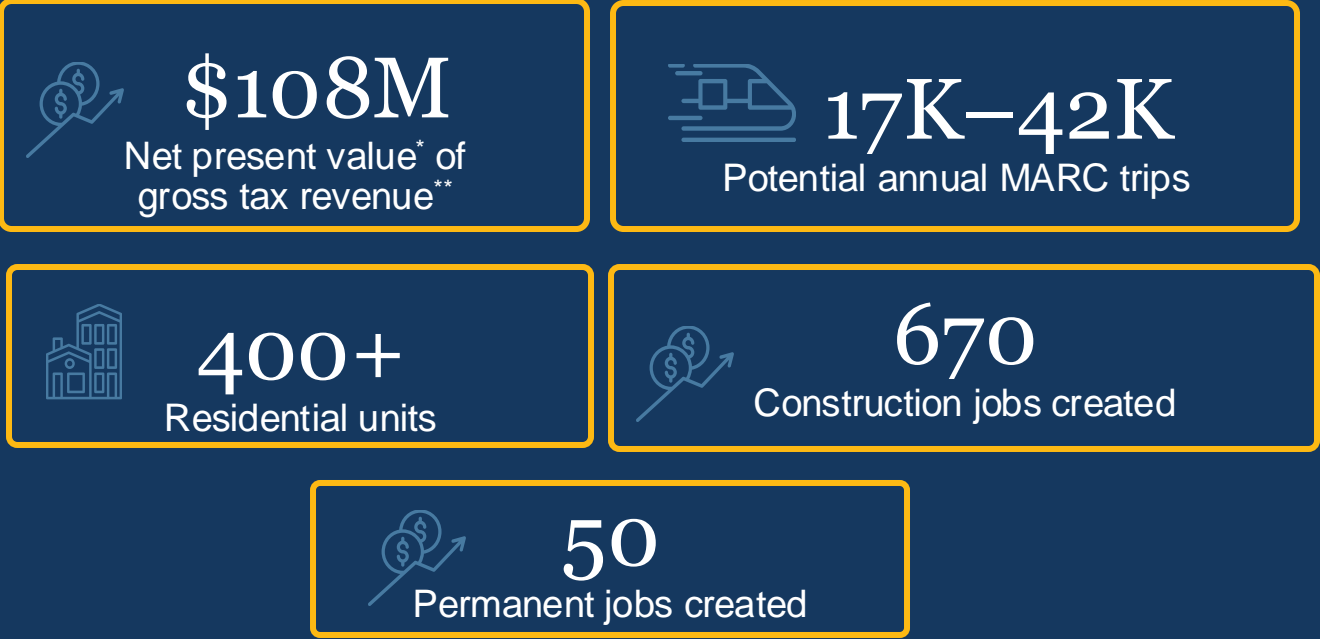 $108M
Net present value* of
gross tax revenue**
17K–42K
Potential annual MARC trips
400+
Residential units
670
Construction jobs created
50
Permanent jobs created